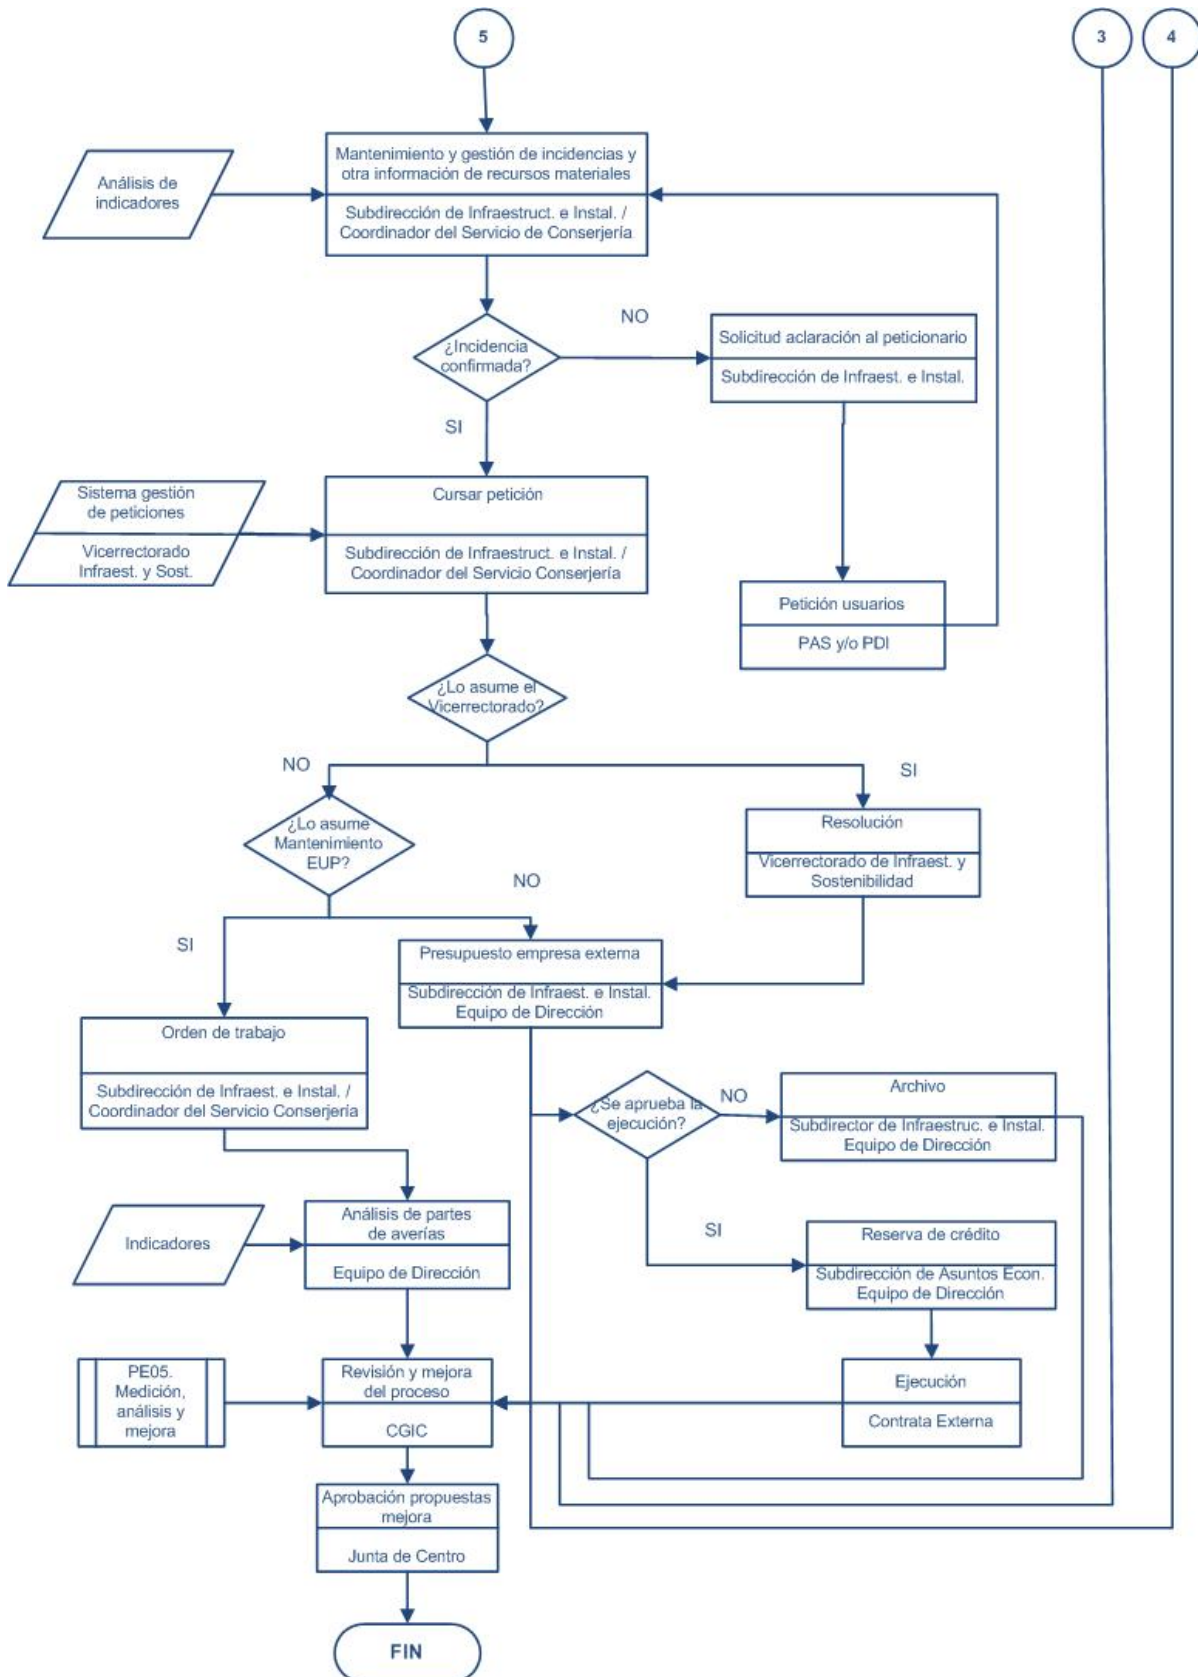 5
3
4
Mantenimiento y gestión de incidencias y
otra información de recursos materiales
Subdirección de Infraestruct. e Instal. /
Coordinador del Servicio de Conserjería
Análisis de
indicadores
¿Incidencia
confirmada?
NO
SI
Solicitud aclaración al peticionario
Subdirección de Infraest. e Instal.
Sistema gestión
de peticiones
Vicerrectorado
Infraest. y Sost.
Cursar petición
Subdirección de Infraestruct. e Instal. /
Coordinador del Servicio Conserjería
Petición usuarios
PAS y/o PDI
¿Lo asume el
Vicerrectorado?
NO
SI
¿Lo asume
Mantenimiento
EUP?
Resolución
Vicerrectorado de Infraest. y
Sostenibilidad
NO
SI
Presupuesto empresa externa
Subdirección de Infraest. e Instal.
Equipo de Dirección
Orden de trabajo
Subdirección de Infraest. e Instal. /
Coordinador del Servicio Conserjería
¿Se aprueba la
ejecución?
NO
Archivo
Subdirector de Infraestruc. e Instal.
Equipo de Dirección
SI
Indicadores
Análisis de partes
de averías
Equipo de Dirección
Reserva de crédito
Subdirección de Asuntos Econ.
Equipo de Dirección
PE05.
Medición,
análisis y
mejora
Revisión y mejora
del proceso
CGIC
Ejecución
Contrata Externa
Aprobación propuestas
mejora
Junta de Centro
FIN